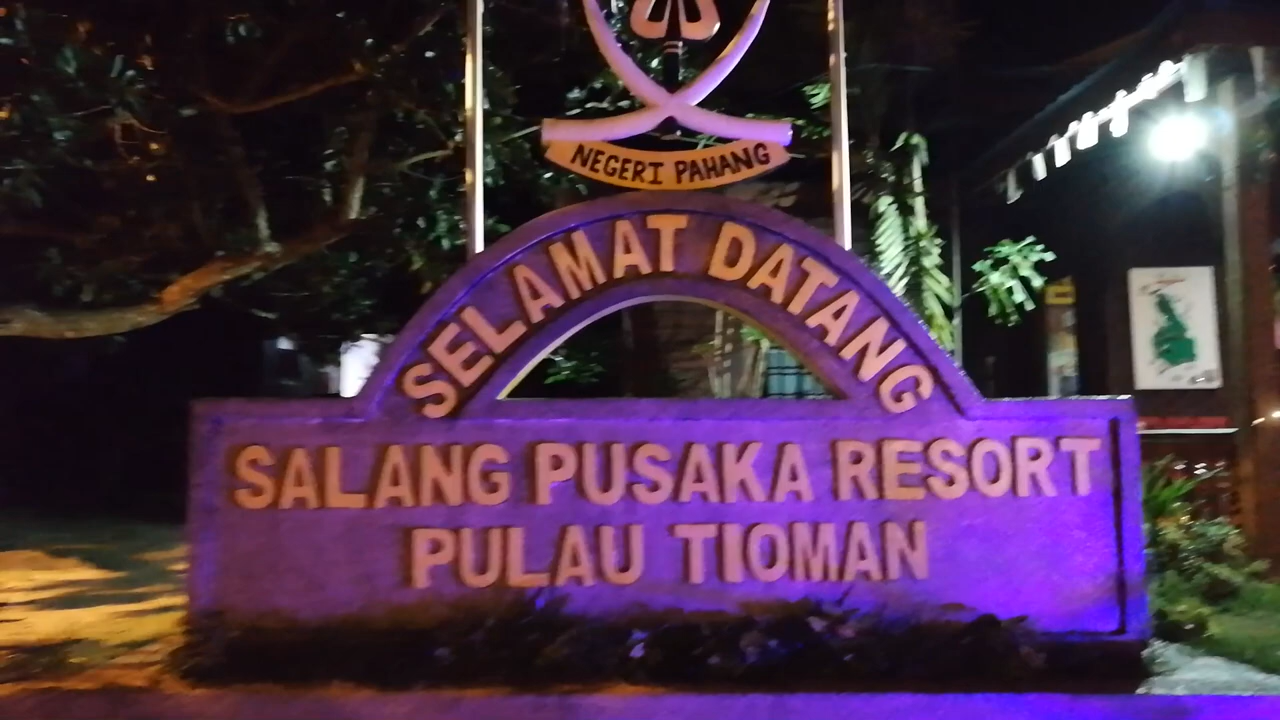 NEGERI PAHANG
SELAMAT DATANG
SALANG PUSAKA RESORT
PULAU TIOMAN